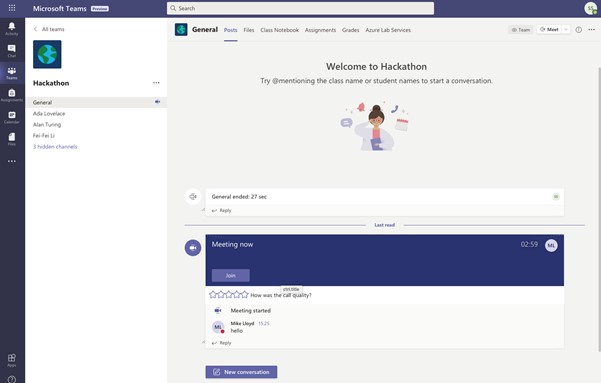 Microsoft Teams Preview
Search
SS
Activity
Chat
Teams
Assignments
Calendar
Files
Apps
All teams
Hackathon
General
Ada Lovelace
Alan Turing
Fei-Fei Li
3 hidden channels
General Posts Files Class Notebook Assignments Grades Azure Lab Services
Team
Meet
Welcome to Hackathon
Try @mentioning the class name or student names to start a conversation.
General ended: 27 sec
Reply
Last read
Meeting now 02:59 ML
Join
ctrl.title
How was the call quality?
Meeting started
ML Mike Lloyd 15:25
hello
Reply
New conversation